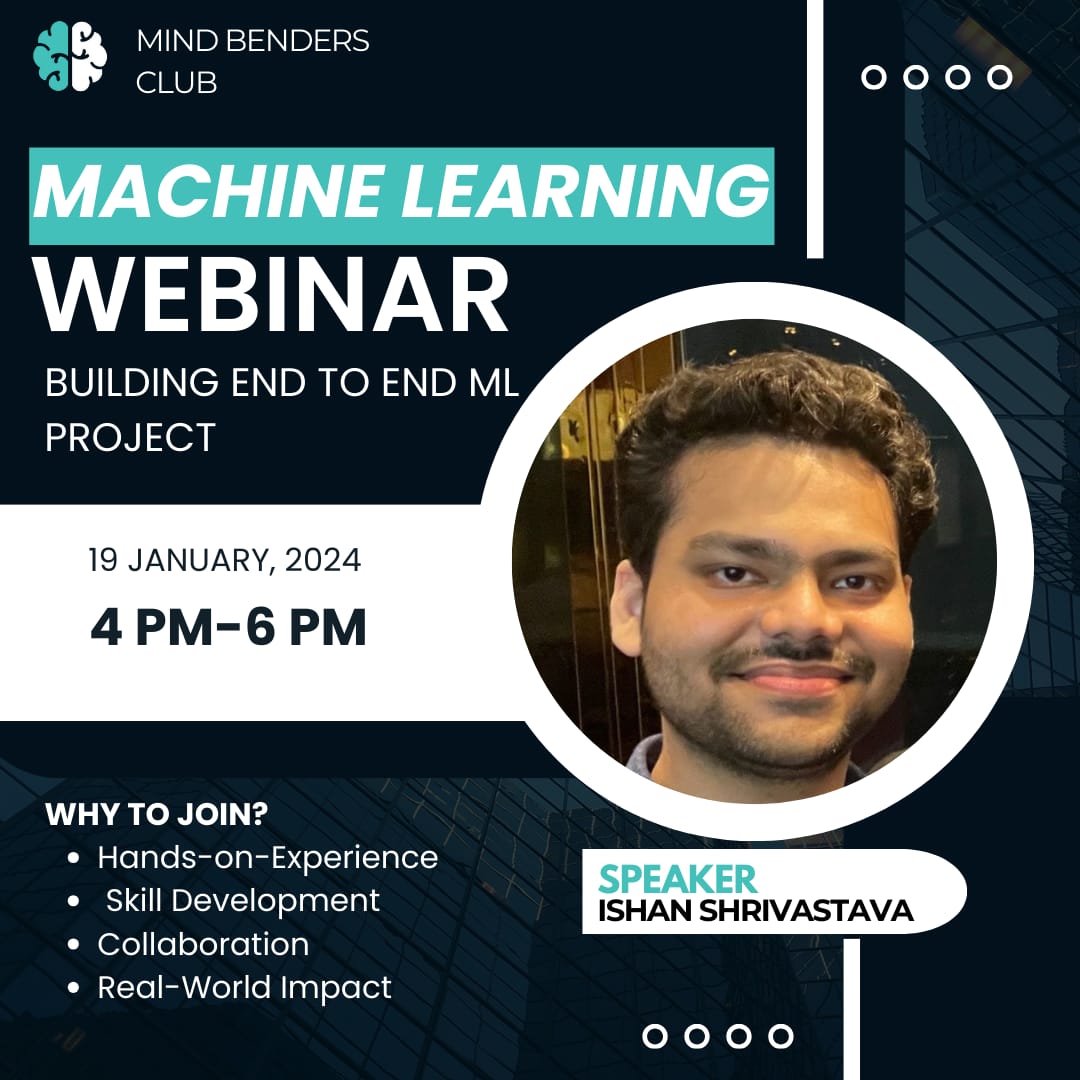 MIND BENDERS
CLUB
MACHINE LEARNING
WEBINAR
BUILDING END TO END ML
PROJECT
19 JANUARY, 2024
4 PM-6 PM
WHY TO JOIN?
• Hands-on-Experience
• Skill Development
• Collaboration
• Real-World Impact
SPEAKER
ISHAN SHRIVASTAVA